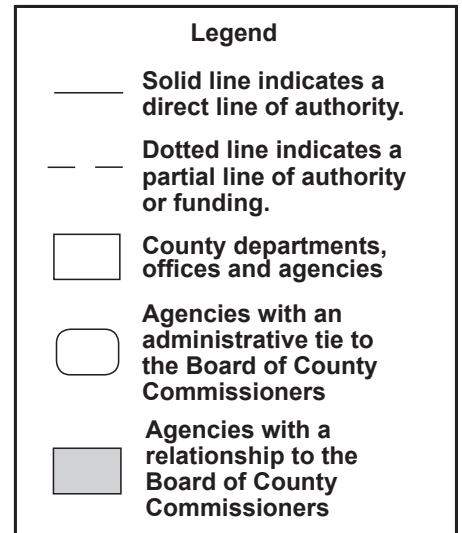 Legend
Solid line indicates a
direct line of authority.
Dotted line indicates a
partial line of authority
or funding.
County departments,
offices and agencies
Agencies with an
administrative tie to
the Board of County
Commissioners
Agencies with a
relationship to the
Board of County
Commissioners